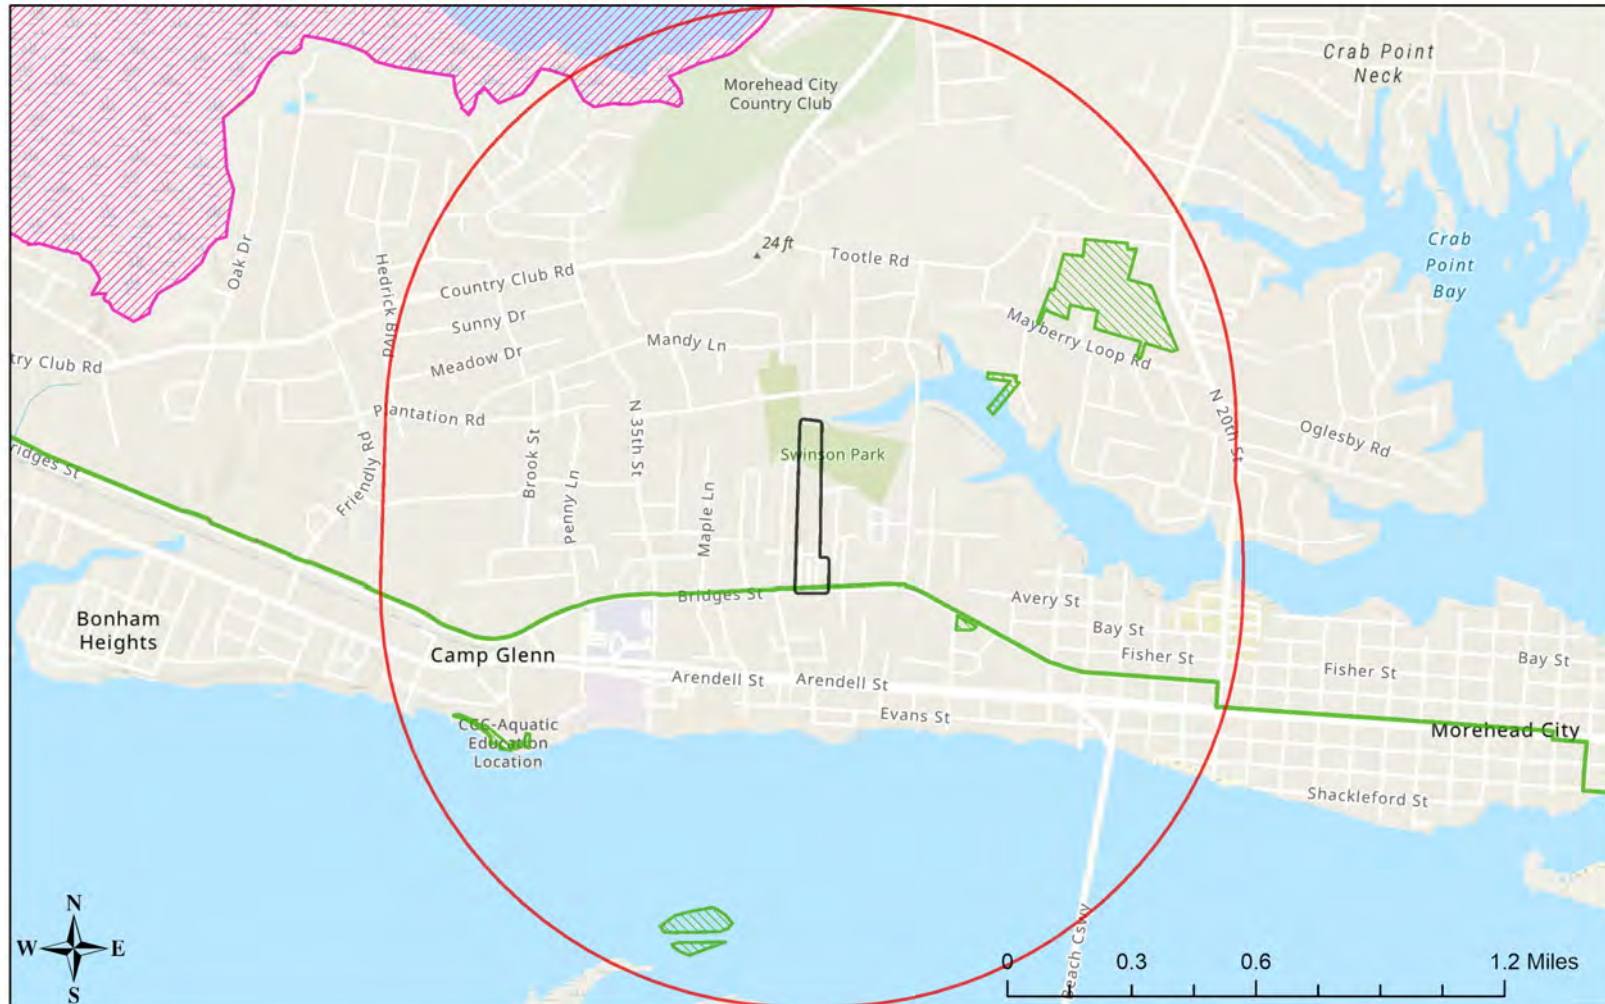 Crab Point
Neck
Morehead City
Country Club
24 ft
Tootle Rd
Crab
Point
Bay
Oak Dr
Hedrick Blvd
Country Club Rd
Sunny Dr
Meadow Dr
Mandy Ln
Mayberry Loop Rd
try Club Rd
Plantation Rd
N 35th St
N 20th St
Oglesby Rd
Bridges St
Friendly Rd
Brook St
Penny Ln
Maple Ln
Swinson Park
Bonham
Heights
Camp Glenn
Bridges St
Avery St
Bay St
Fisher St
Fisher St
Bay St
Arendell St
Arendell St
Evans St
CCC-Aquatic
Education
Location
Morehead City
Shackleford St
Beach Cswy
N
W
E
S
0
0.3
0.6
1.2 Miles